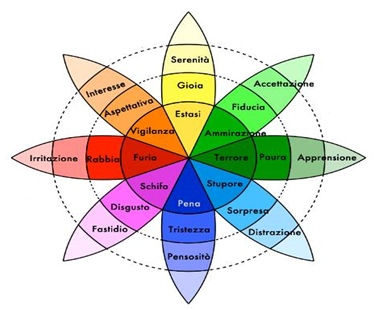 Serenità
Gioia
Estasi
Interesse
Aspettativa
Vigilanza
Accettazione
Fiducia
Ammirazione
Irritazione
Rabbia
Furia
Terrore
Paura
Apprensione
Schifo
Disgusto
Fastidio
Stupore
Sorpresa
Distrazione
Pena
Tristezza
Pensosità